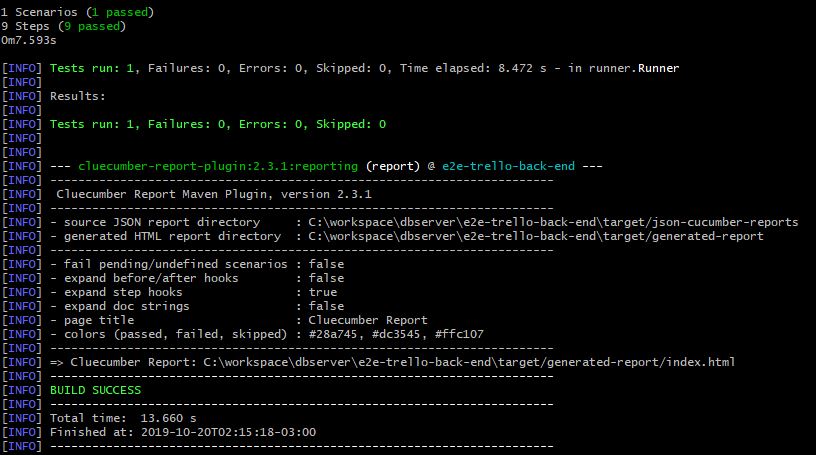 1 Scenarios (1 passed)
9 Steps (9 passed)
0m7.593s
[INFO] Tests run: 1, Failures: 0, Errors: 0, Skipped: 0, Time elapsed: 8.472 s - in runner.Runner
[INFO]
[INFO] Results:
[INFO]
[INFO] Tests run: 1, Failures: 0, Errors: 0, Skipped: 0
[INFO]
[INFO]
[INFO] --- cluecumber-report-plugin:2.3.1:reporting (report) @ e2e-trello-back-end ---
[INFO] ------------------------------------------------------------------------
[INFO]  Cluecumber Report Maven Plugin, version 2.3.1
[INFO] ------------------------------------------------------------------------
[INFO] - source JSON report directory     : C:\workspace\dbserver\e2e-trello-back-end\target/json-cucumber-reports
[INFO] - generated HTML report directory  : C:\workspace\dbserver\e2e-trello-back-end\target/generated-report
[INFO] ------------------------------------------------------------------------
[INFO] - fail pending/undefined scenarios : false
[INFO] - expand before/after hooks        : false
[INFO] - expand step hooks                : true
[INFO] - expand doc strings               : false
[INFO] - page title                       : Cluecumber Report
[INFO] - colors (passed, failed, skipped) : #28a745, #dc3545, #ffc107
[INFO] ------------------------------------------------------------------------
[INFO] => Cluecumber Report: C:\workspace\dbserver\e2e-trello-back-end\target/generated-report/index.html
[INFO] ------------------------------------------------------------------------
[INFO] BUILD SUCCESS
[INFO] ------------------------------------------------------------------------
[INFO] Total time:  13.660 s
[INFO] Finished at: 2019-10-20T02:15:18-03:00
[INFO] ------------------------------------------------------------------------